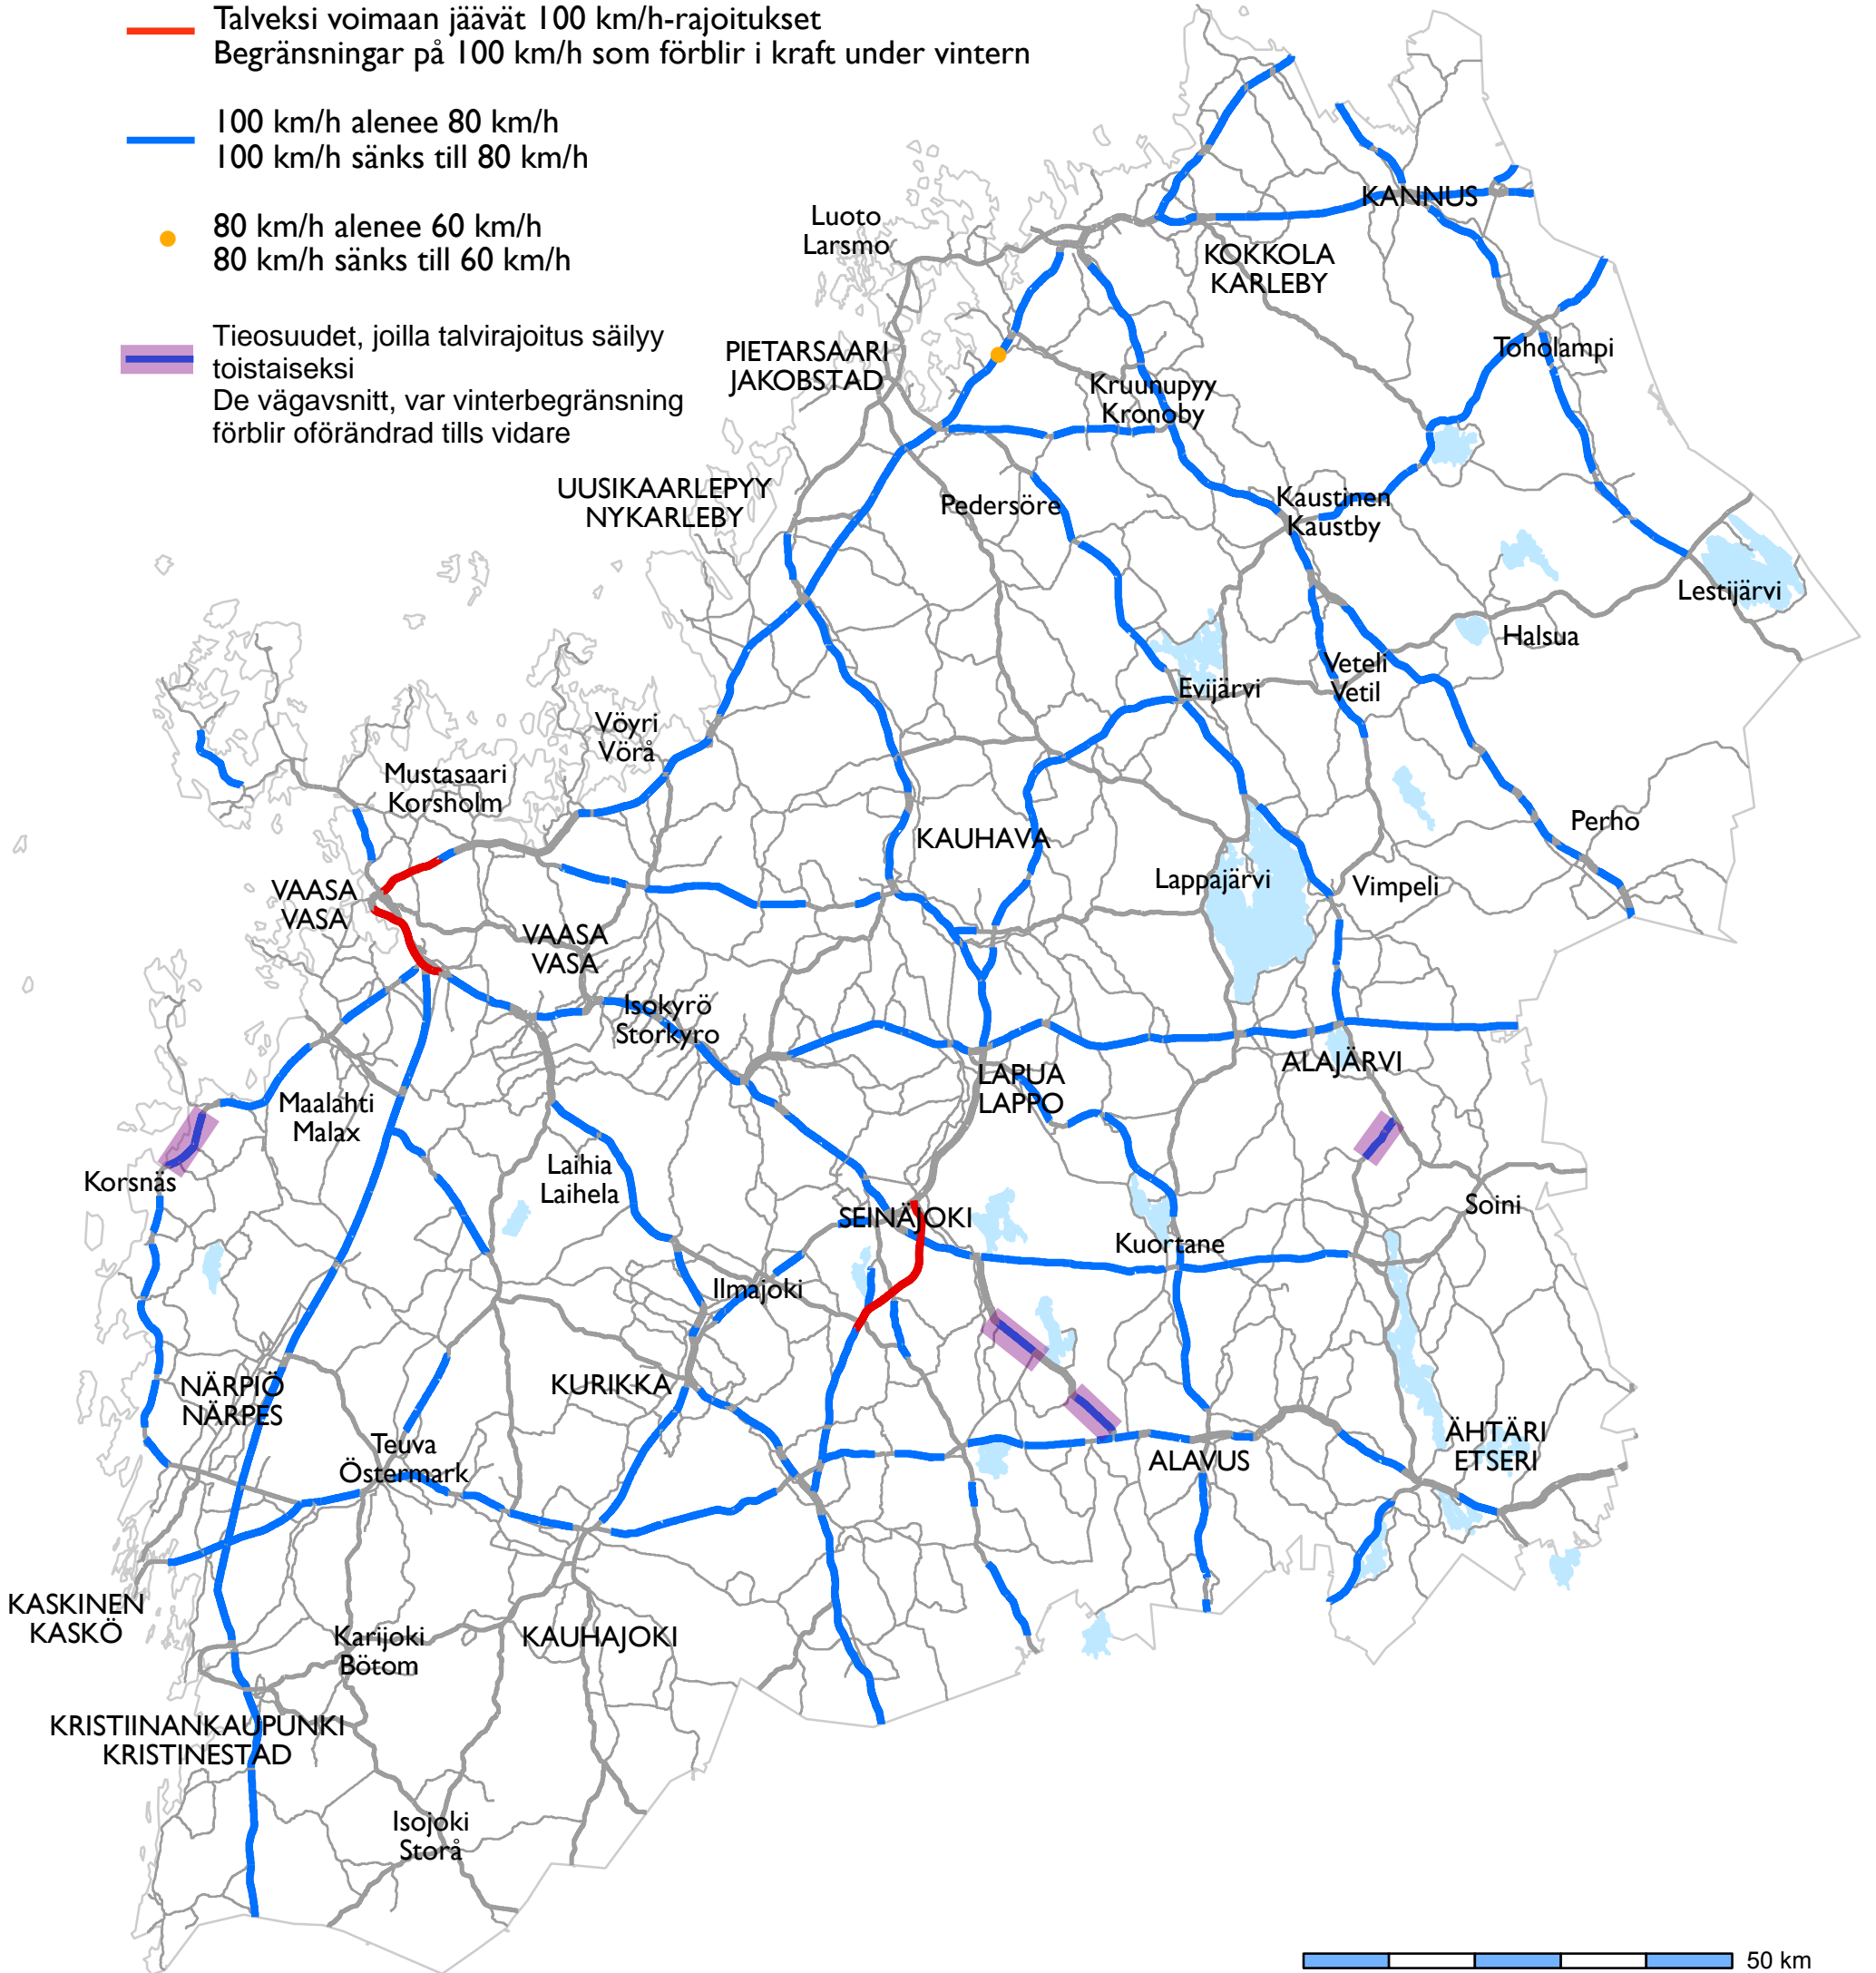 Talveksi voimaan jäävät 100 km/h-rajoitukset
Begränsningar på 100 km/h som förblir i kraft under vintern
100 km/h alenee 80 km/h
100 km/h sänks till 80 km/h
80 km/h alenee 60 km/h
80 km/h sänks till 60 km/h
Tieosuudet, joilla talvirajoitus säilyy
toistaiseksi
De vägavsnitt, var vinterbegränsning
förblir oförändrad tills vidare
KANNUS
Luoto
Larsmo
KOKKOLA
KARLEBY
Toholampi
PIETARSAARI
JAKOBSTAD
Kruunupyy
Kronoby
UUSIKAARLEPYY
NYKARLEBY
Pedersöre
Kaustinen
Kaustby
Lestijärvi
Halsua
Veteli
Vetil
Evijärvi
Vöyri
Vörå
Mustasaari
Korsholm
Perho
KAUHAVA
Lappajärvi
Vimpeli
VAASA
VASA
VAASA
VASA
Isokyrö
Storkyro
ALAJÄRVI
LAPUA
LAPPO
Maalahti
Malax
Laihia
Laihela
Korsnäs
Soini
SEINÄJOKI
Kuortane
Ilmajoki
KURIKKA
NÄRPIÖ
NÄRPES
Teuva
Östermark
ÄHTÄRI
ETSERI
ALAVUS
KASKINEN
KASKÖ
Karijoki
Bötom
KAUHAJOKI
KRISTIINANKAUPUNKI
KRISTINESTAD
Isojoki
Storå
50 km